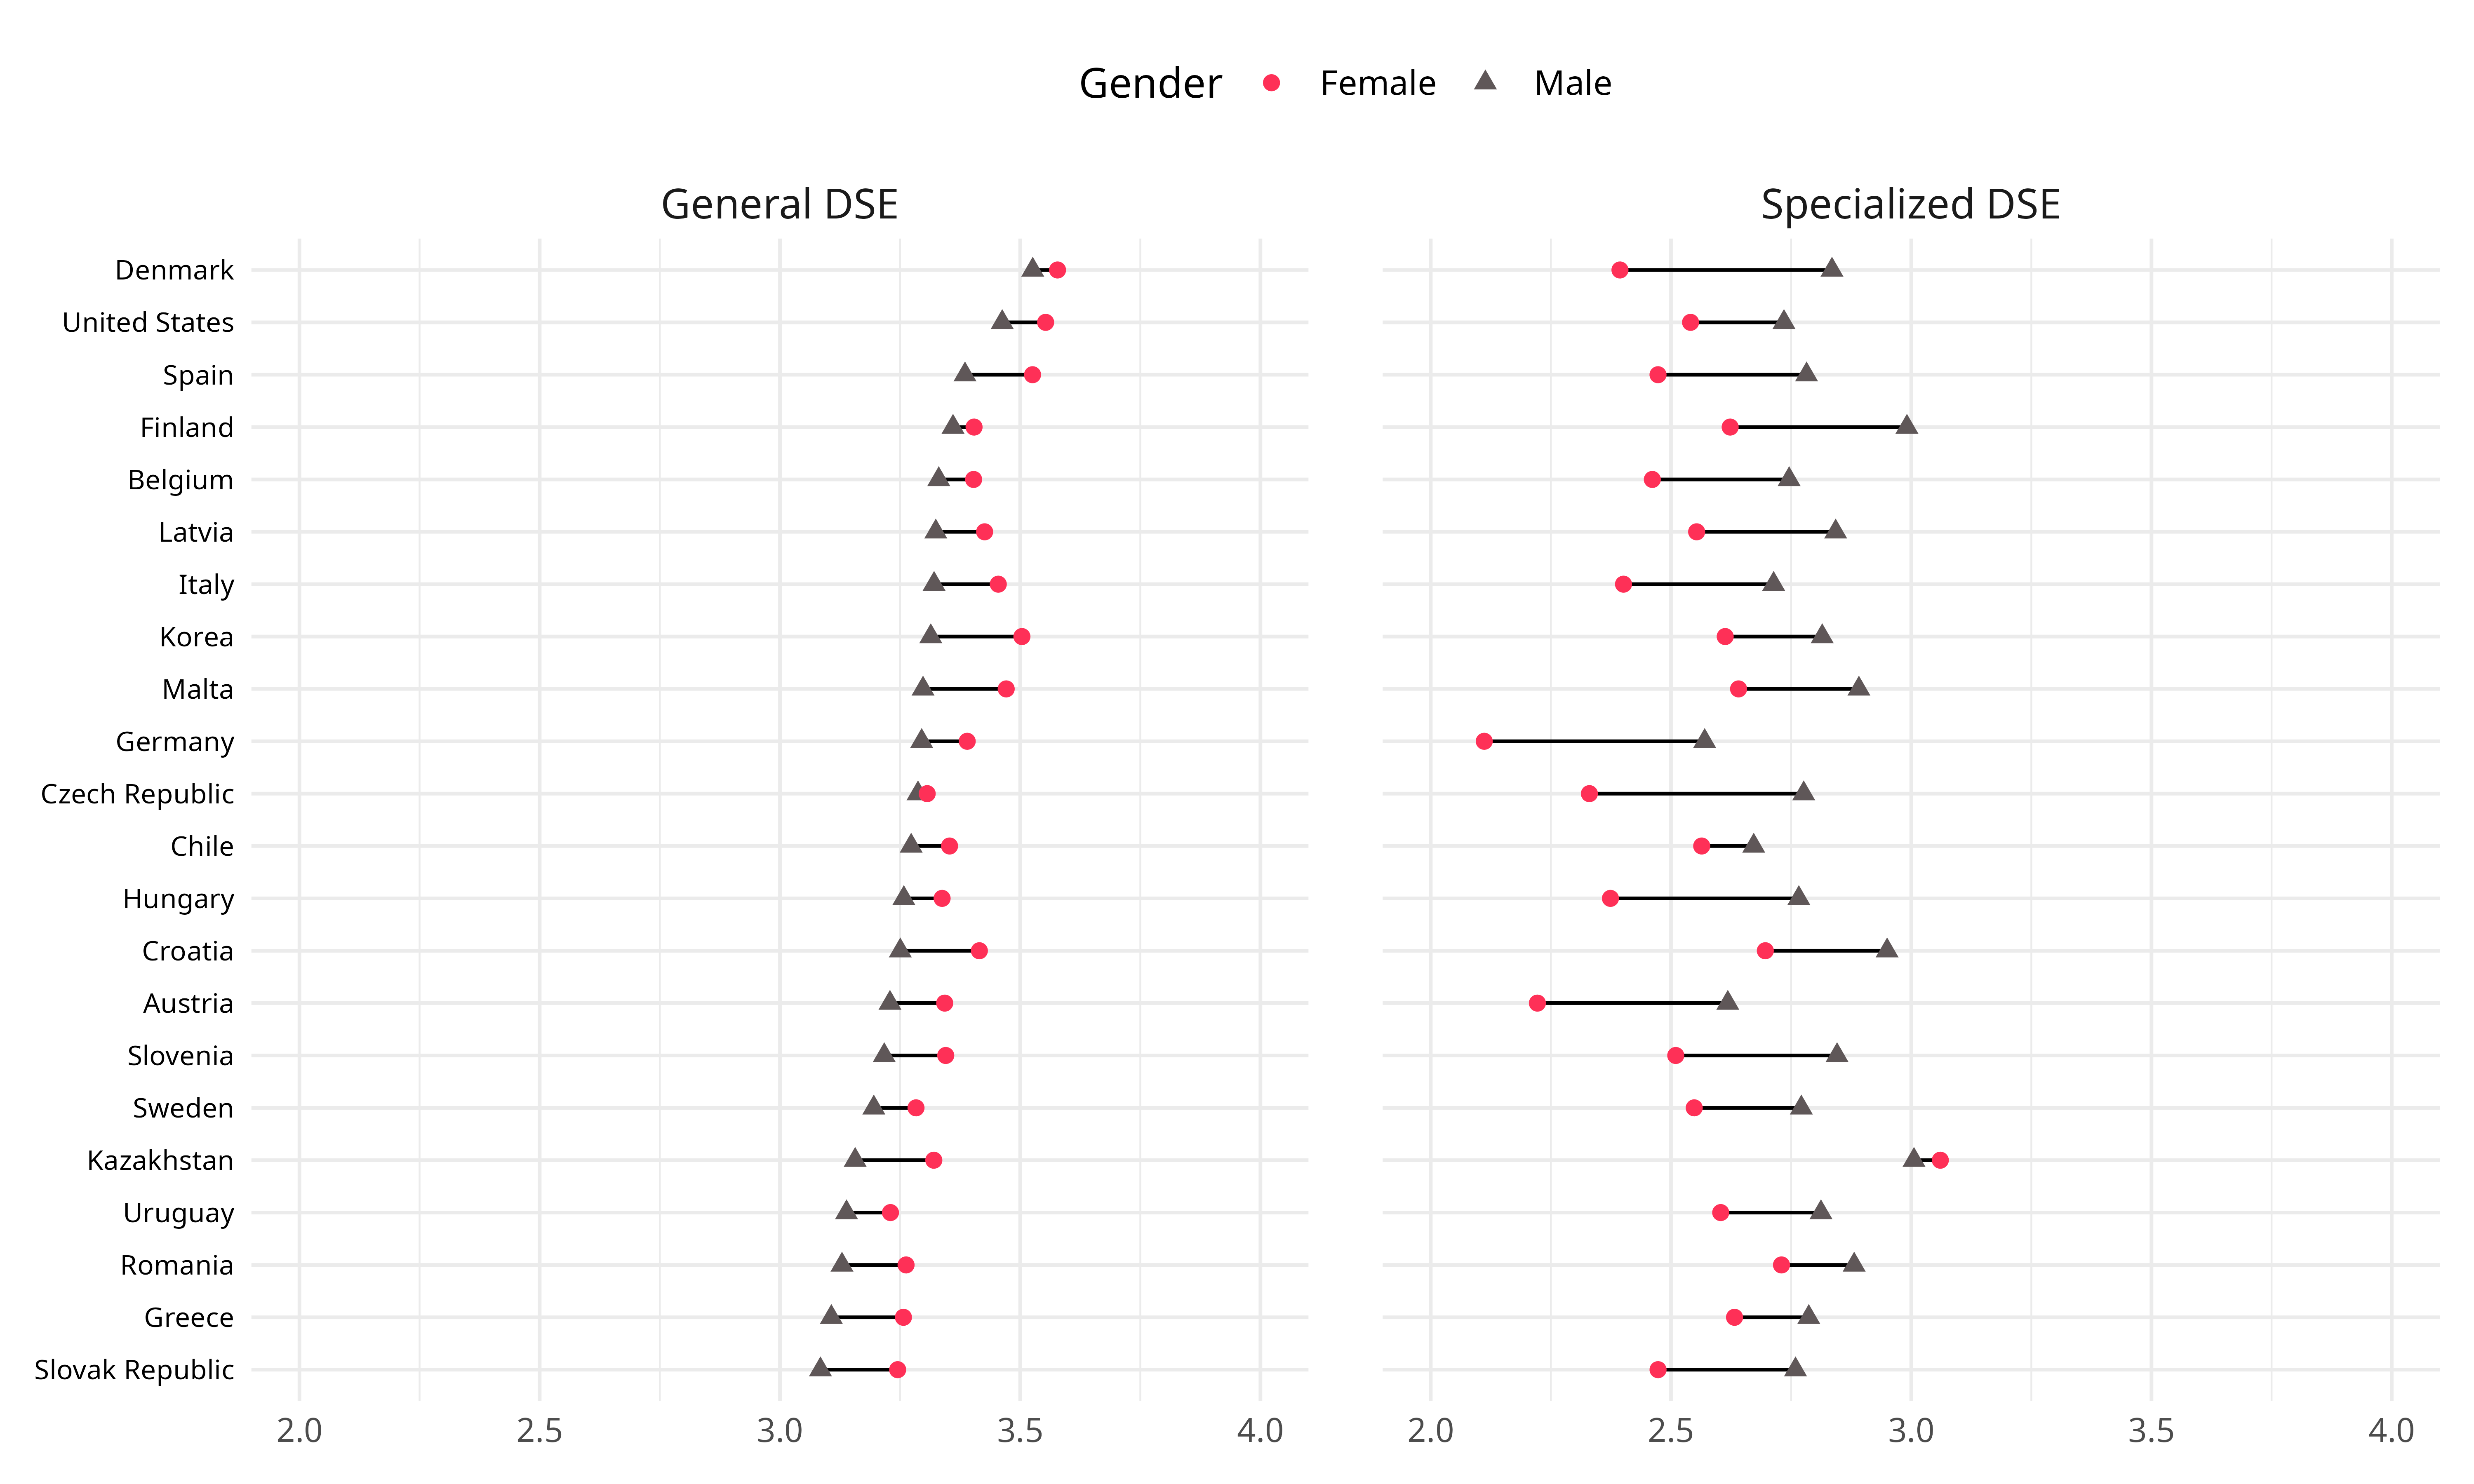 Gender Female Male
General DSE Specialized DSE
Denmark
United States
Spain
Finland
Belgium
Latvia
Italy
Korea
Malta
Germany
Czech Republic
Chile
Hungary
Croatia
Austria
Slovenia
Sweden
Kazakhstan
Uruguay
Romania
Greece
Slovak Republic
2.0 2.5 3.0 3.5 4.0 2.0 2.5 3.0 3.5 4.0